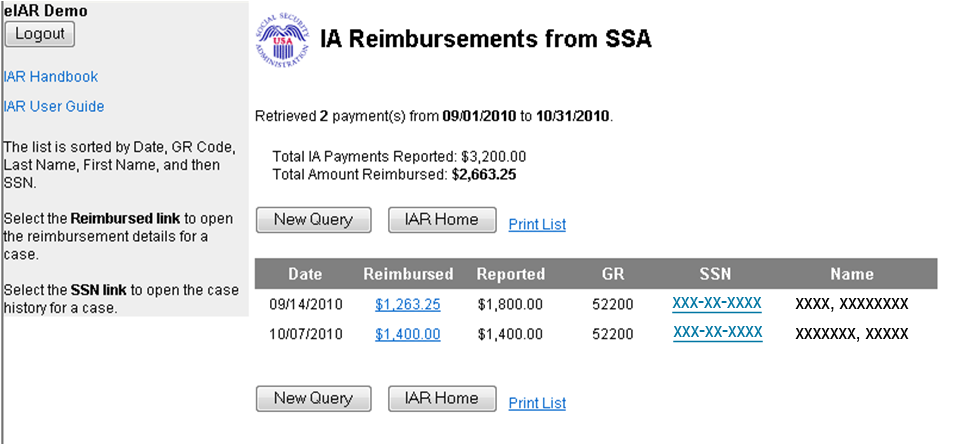 eIAR Demo
Logout
IAR Handbook
IAR User Guide
The list is sorted by Date, GR Code,
Last Name, First Name, and then
SSN.
Select the Reimbursed link to open
the reimbursement details for a
case.
Select the SSN link to open the case
history for a case.
SOCIAL SECURITY
USA
ADMINISTRATION
IA Reimbursements from SSA
Retrieved 2 payment(s) from 09/01/2010 to 10/31/2010.
Total IA Payments Reported: $3,200.00
Total Amount Reimbursed: $2,663.25
New Query IAR Home Print List
Date Reimbursed Reported GR SSN Name
09/14/2010 $1,263.25 $1,800.00 52200 XXX-XX-XXXX XXXX, XXXXXXXX
10/07/2010 $1,400.00 $1,400.00 52200 XXX-XX-XXXX XXXXXXX, XXXXX
New Query IAR Home Print List